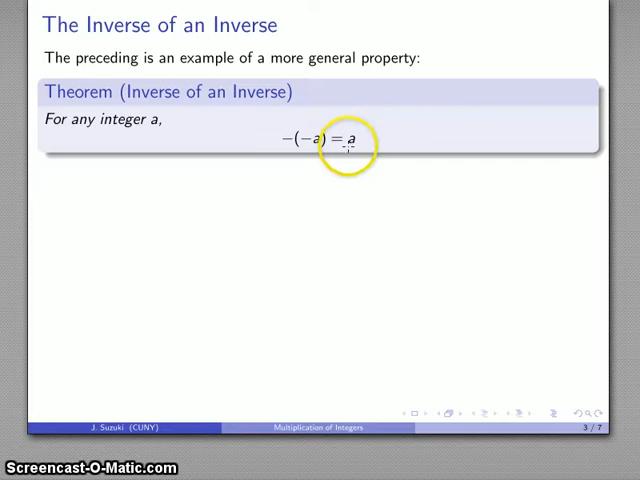 The Inverse of an Inverse
The preceding is an example of a more general property:
Theorem (Inverse of an Inverse)
For any integer a,
−(−a) = a
J. Suzuki (CUNY)
Multiplication of Integers
3 / 7
Screencast-O-Matic.com